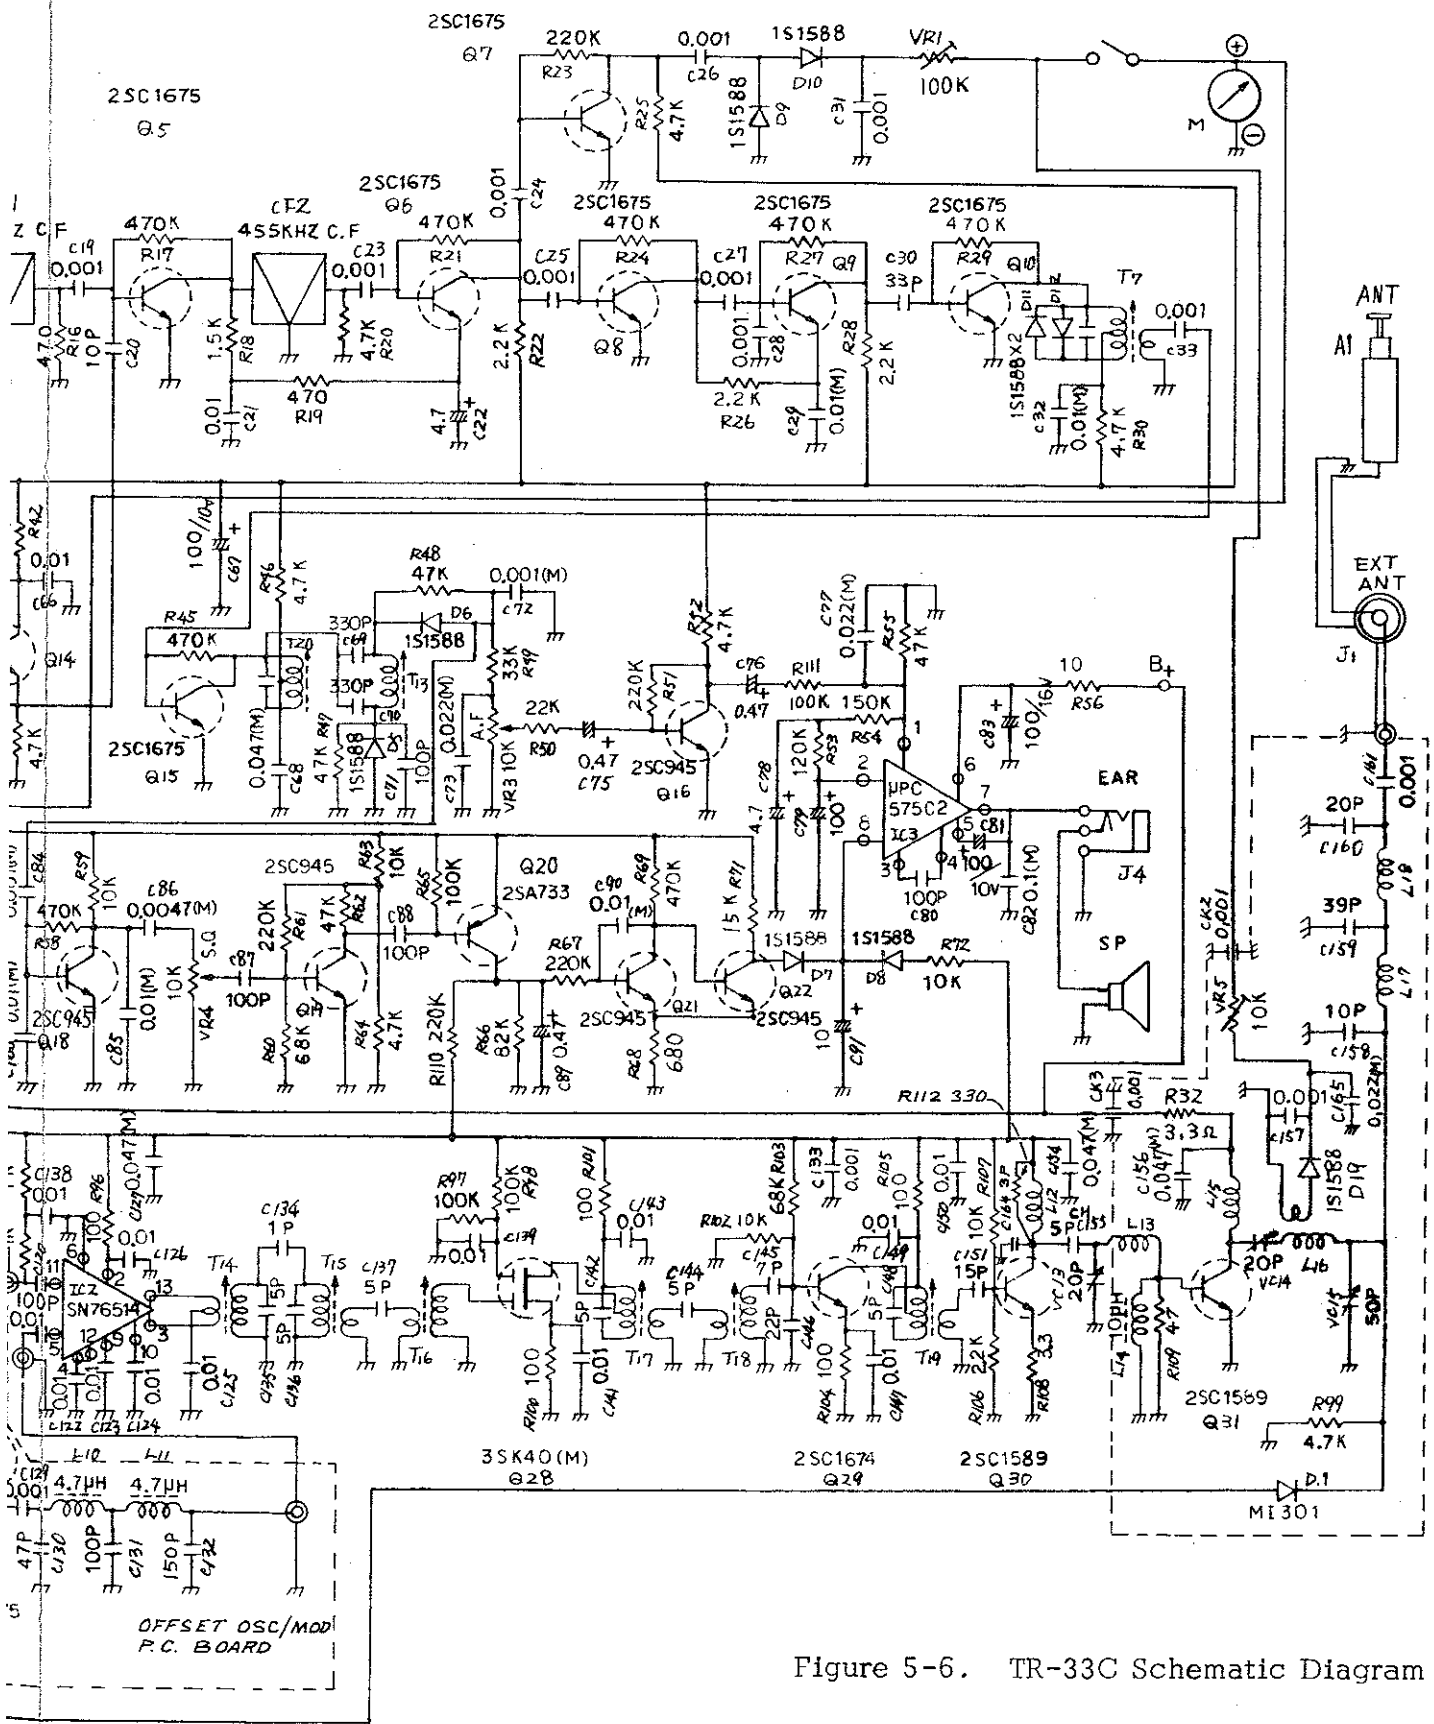 2SC1675
Q7
220K
R23
0.001
C26
1S1588
D10
VR1
100K
+
M
−
2SC1675
Q5
R25
4.7K
1S1588
D9
C31
0.001
1
Z C.F
C19
0.001
470K
R17
CF2
455KHZ C.F
C23
0.001
2SC1675
Q6
470K
R21
0.001
C24
2SC1675
470K
R24
C25
0.001
Q8
C27
0.001
2SC1675
470K
R27
Q9
C30
33P
2SC1675
470K
R29
Q10
D11
D12
T7
0.001
C33
ANT
A1
470
R16
10P
C20
1.5K
R18
4.7K
R20
2.2K
R22
0.001
C28
R28
2.2K
1S1588X2
0.01
C21
470
R19
4.7
+
C22
2.2K
R26
C29
0.01(M)
C32
0.01(M)
4.7K
R30
R42
0.01
C66
Q14
4.7K
100/10V
+
C67
R46
4.7K
R45
470K
T20
2SC1675
Q15
0.047(M)
C68
R48
47K
0.001(M)
C72
D6
1S1588
330P
C69
330P
C70
T13
R47
47K
1S1588
D5
C71
100P
33K
R49
0.022(M)
C73
A.F
VR3 10K
22K
R50
+
0.47
C75
220K
R51
2SC945
Q16
R52
4.7K
C76
+
0.47
R111
100K
C77
0.022(M)
R55
47K
150K
R54
120K
R53
C78
4.7
+
C79
+
100
1
2
8
µPC
575C2
IC3
3
4
5
6
7
100P
C80
C81
+
100
10V
C82 0.1(M)
C83
+
100/16V
10
R56
B+
EAR
J4
SP
EXT
ANT
J1
C161
0.001
20P
C160
L18
39P
C159
L17
10P
C158
CK2
0.001
VR5
10K
C84
R59
10K
470K
R58
2SC945
Q18
C86
0.0047(M)
0.01(M)
C85
10K
S.Q
VR4
C87
100P
2SC945
220K
R61
47K
R62
Q19
R60
68K
R64
4.7K
R63
10K
C88
100P
R65
100K
Q20
2SA733
R110 220K
R66
82K
C89 0.47
+
R67
220K
C90
0.01
(M)
R69
470K
2SC945
Q21
R68
680
15K R71
Q22
2SC945
1S1588
D7
1S1588
D8
R72
10K
10
+
C91
R112 330
CK3
0.001
R32
3.3Ω
0.001
C157
C165
0.022(M)
1S1588
D19
C156
0.047(M)
L15
C138
0.01
R96
100
C127
0.047(M)
0.01
C126
11
6
2
13
IC2
SN76514
3
12
9
10
5
4
100P
0.01
0.01
0.01
C122
C123
C124
0.01
C125
T14
C134
1P
5P
C135
5P
C136
T15
C137
5P
T16
R97
100K
0.01
C139
100K
R98
R100
100
0.01
C141
3SK40(M)
Q28
100
R101
C143
0.01
C142
5P
T17
C144
5P
T18
R102 10K
C145
7P
68K R103
22P
C146
C133
0.001
R104
100
0.01
C147
2SC1674
Q29
0.01
C149
C148
5P
R105
100
T19
0.01
C150
C151
15P
R107
10K
2.2K
R106
C164 3P
L12
C154
0.047(M)
CH
5P C155
VC13
20P
3.3
R108
2SC1589
Q30
L13
L14 10µH
47
R109
2SC1589
Q31
20P
VC14
L16
VC15
50P
R99
4.7K
D.1
MI301
C129
0.001
L10
4.7µH
L11
4.7µH
47P
C130
100P
C131
150P
C132
OFFSET OSC/MOD
P.C. BOARD
Figure 5-6. TR-33C Schematic Diagram